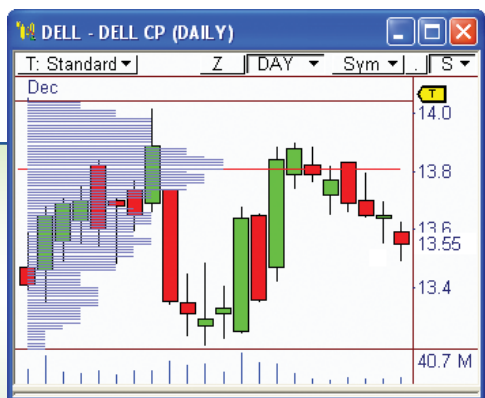 DELL - DELL CP (DAILY)
T: Standard Z DAY Sym . S
Dec
T
14.0
13.8
13.6
13.55
13.4
40.7 M